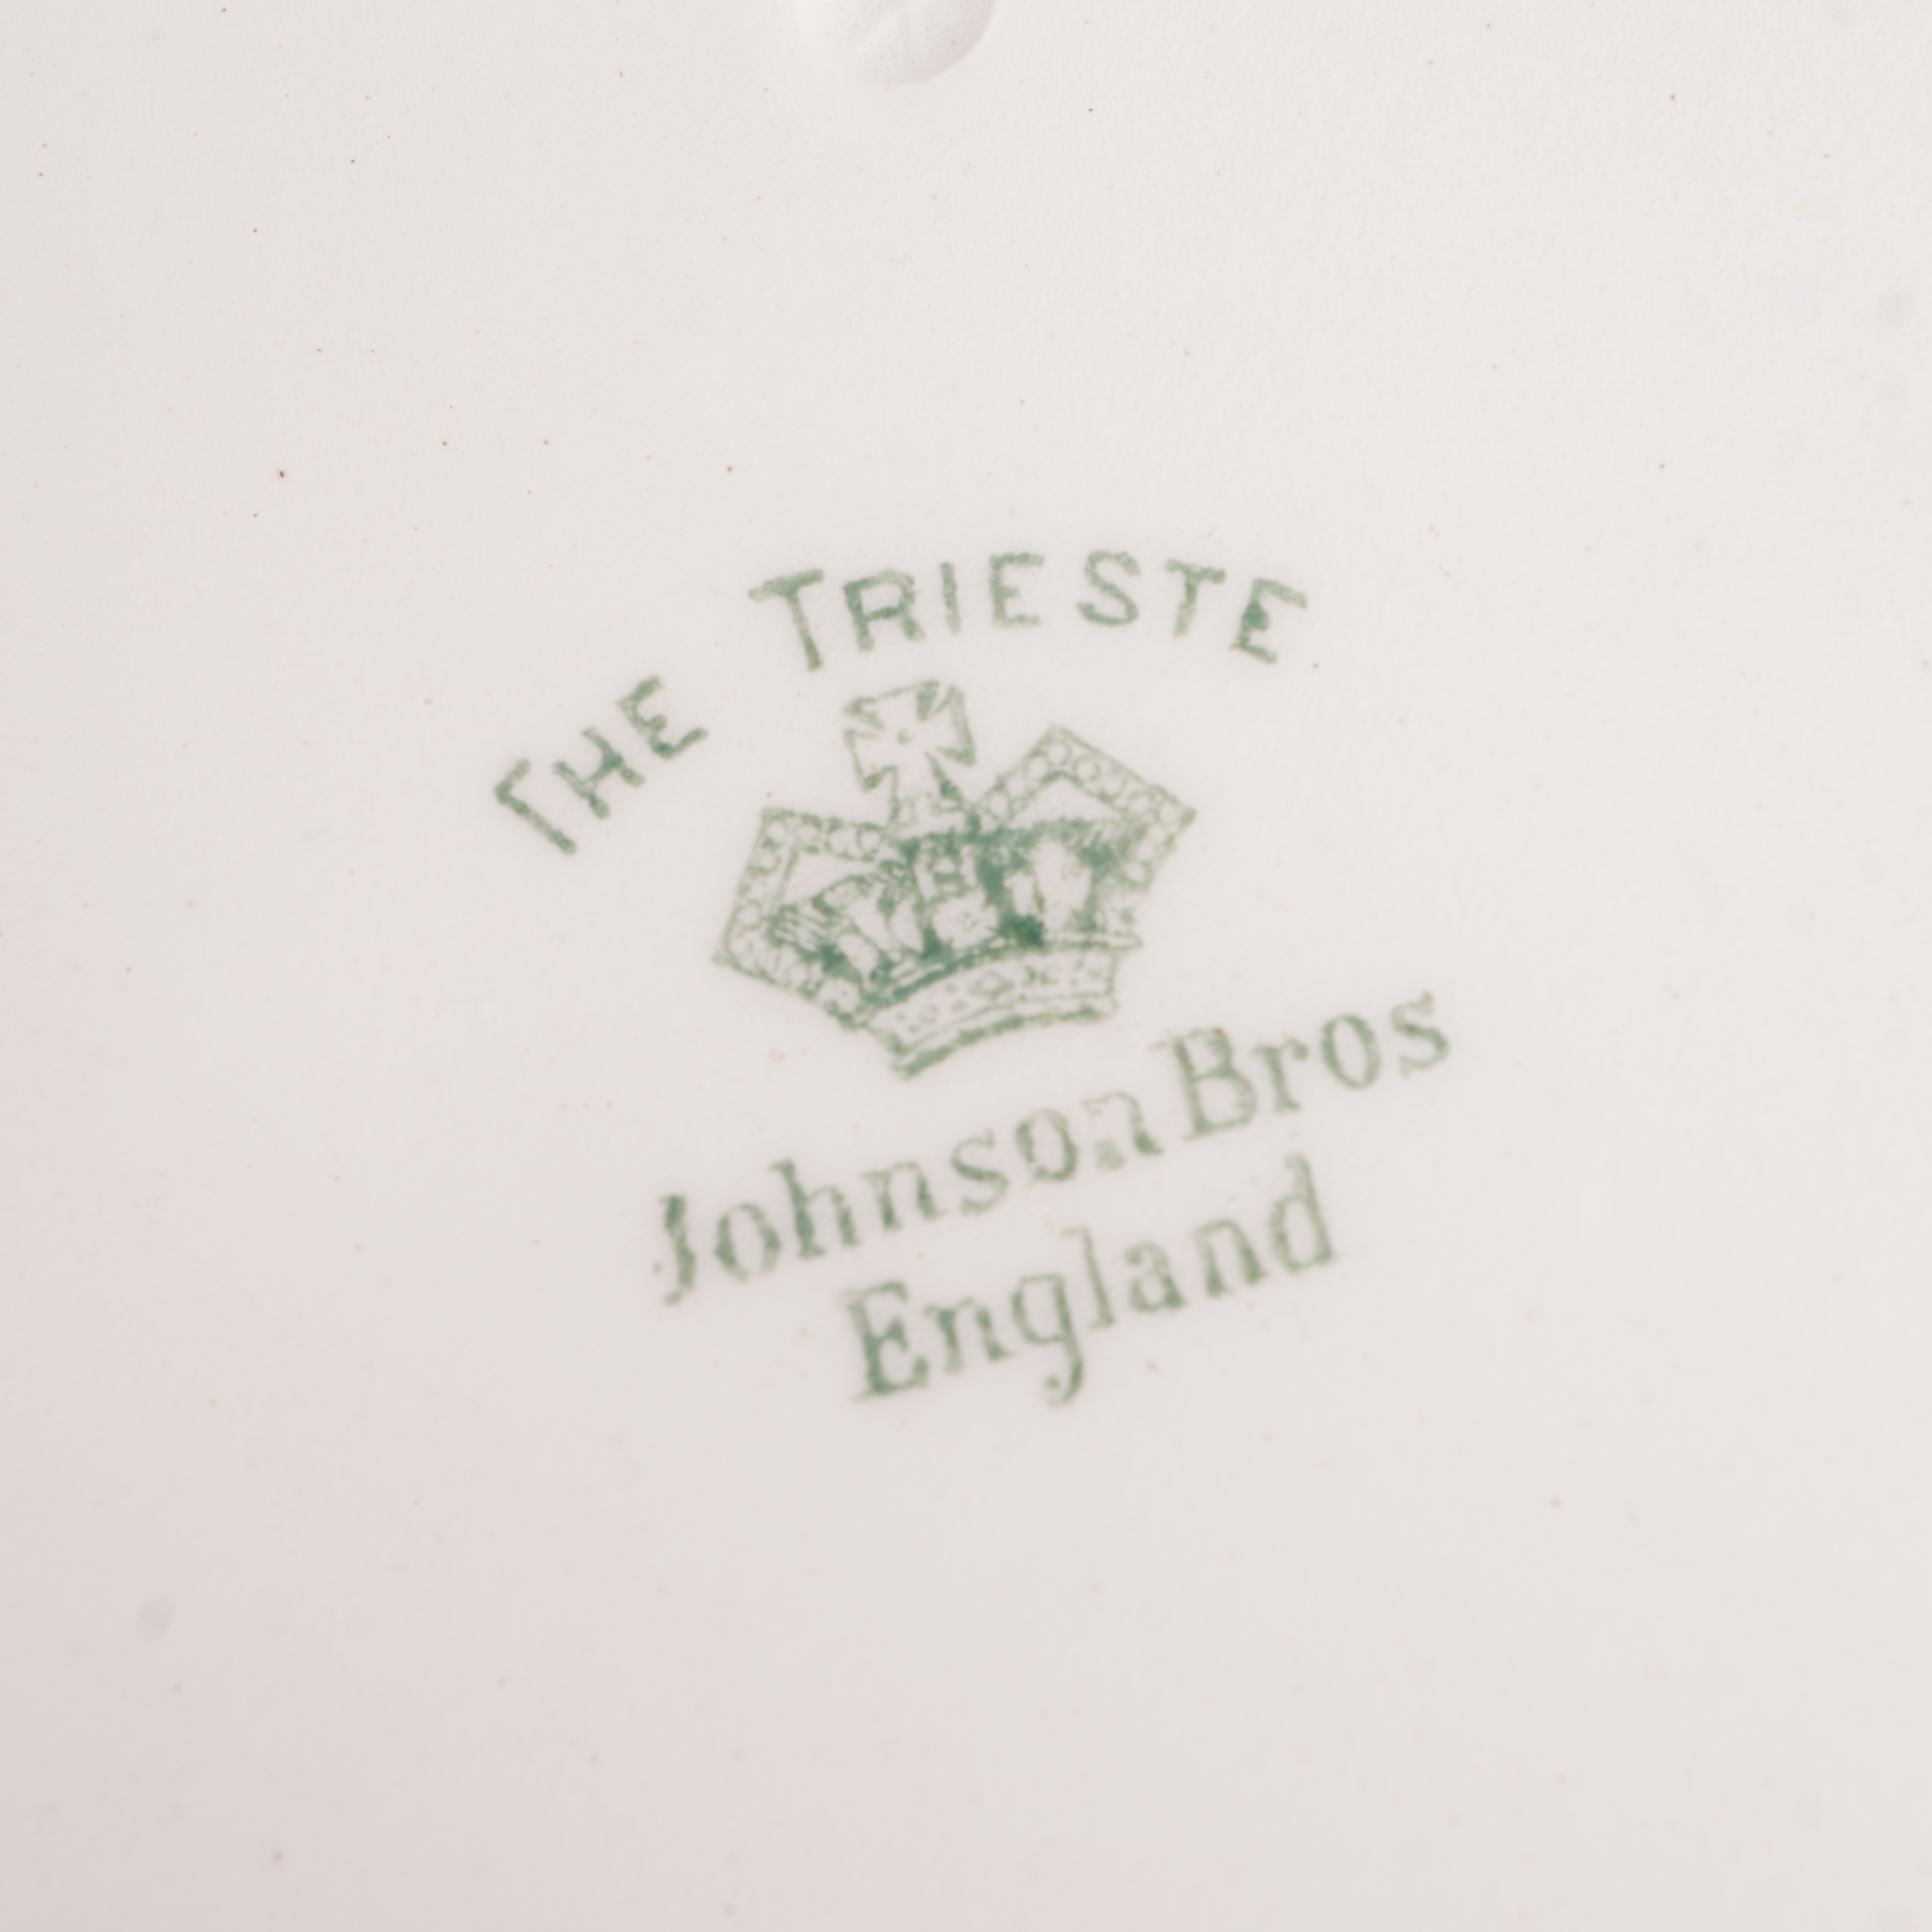 THE TRIESTE
Johnson Bros
England